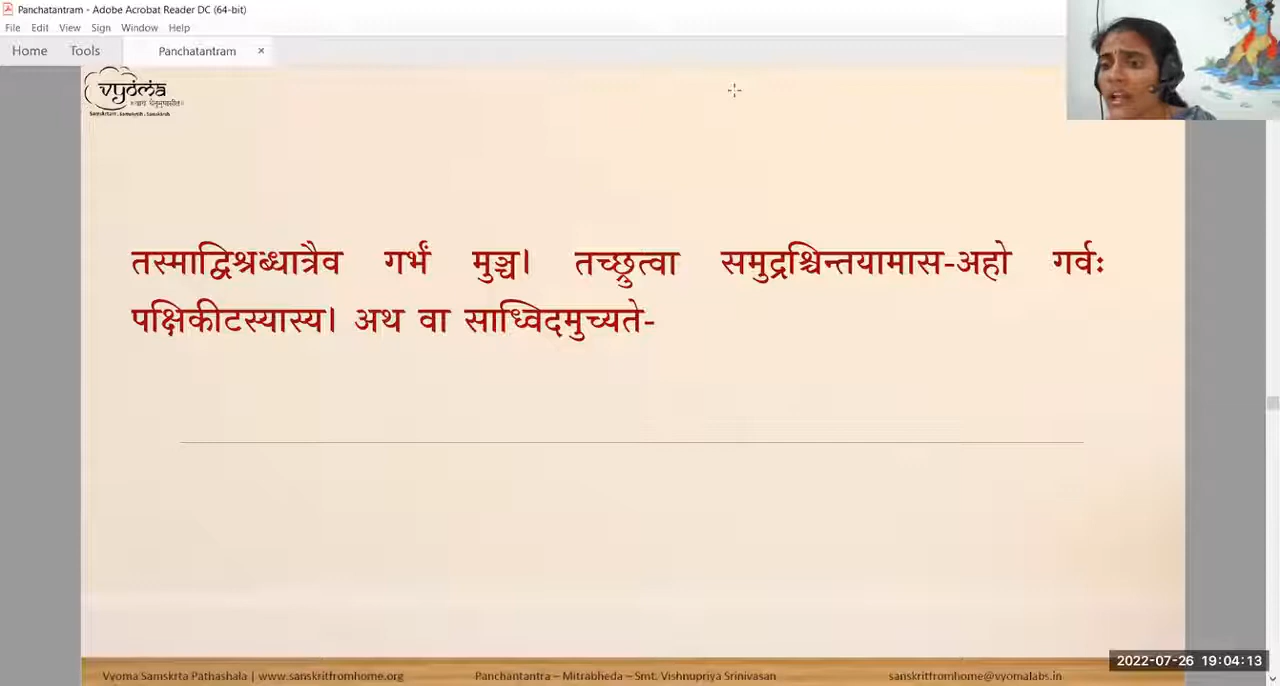 Panchatantram - Adobe Acrobat Reader DC (64-bit)
File Edit View Sign Window Help
Home Tools Panchatantram ×
vyoma
तस्माद्विश्रब्धात्रैव गर्भं मुञ्च। तच्छ्रुत्वा समुद्रश्चिन्तयामास-अहो गर्वः
पक्षिकीटस्यास्य। अथ वा साध्विदमुच्यते-
2022-07-26 19:04:13
Vyoma Samskrta Pathashala | www.sanskritfromhome.org Panchantantra – Mitrabheda – Smt. Vishnupriya Srinivasan sanskritfromhome@vyomalabs.in